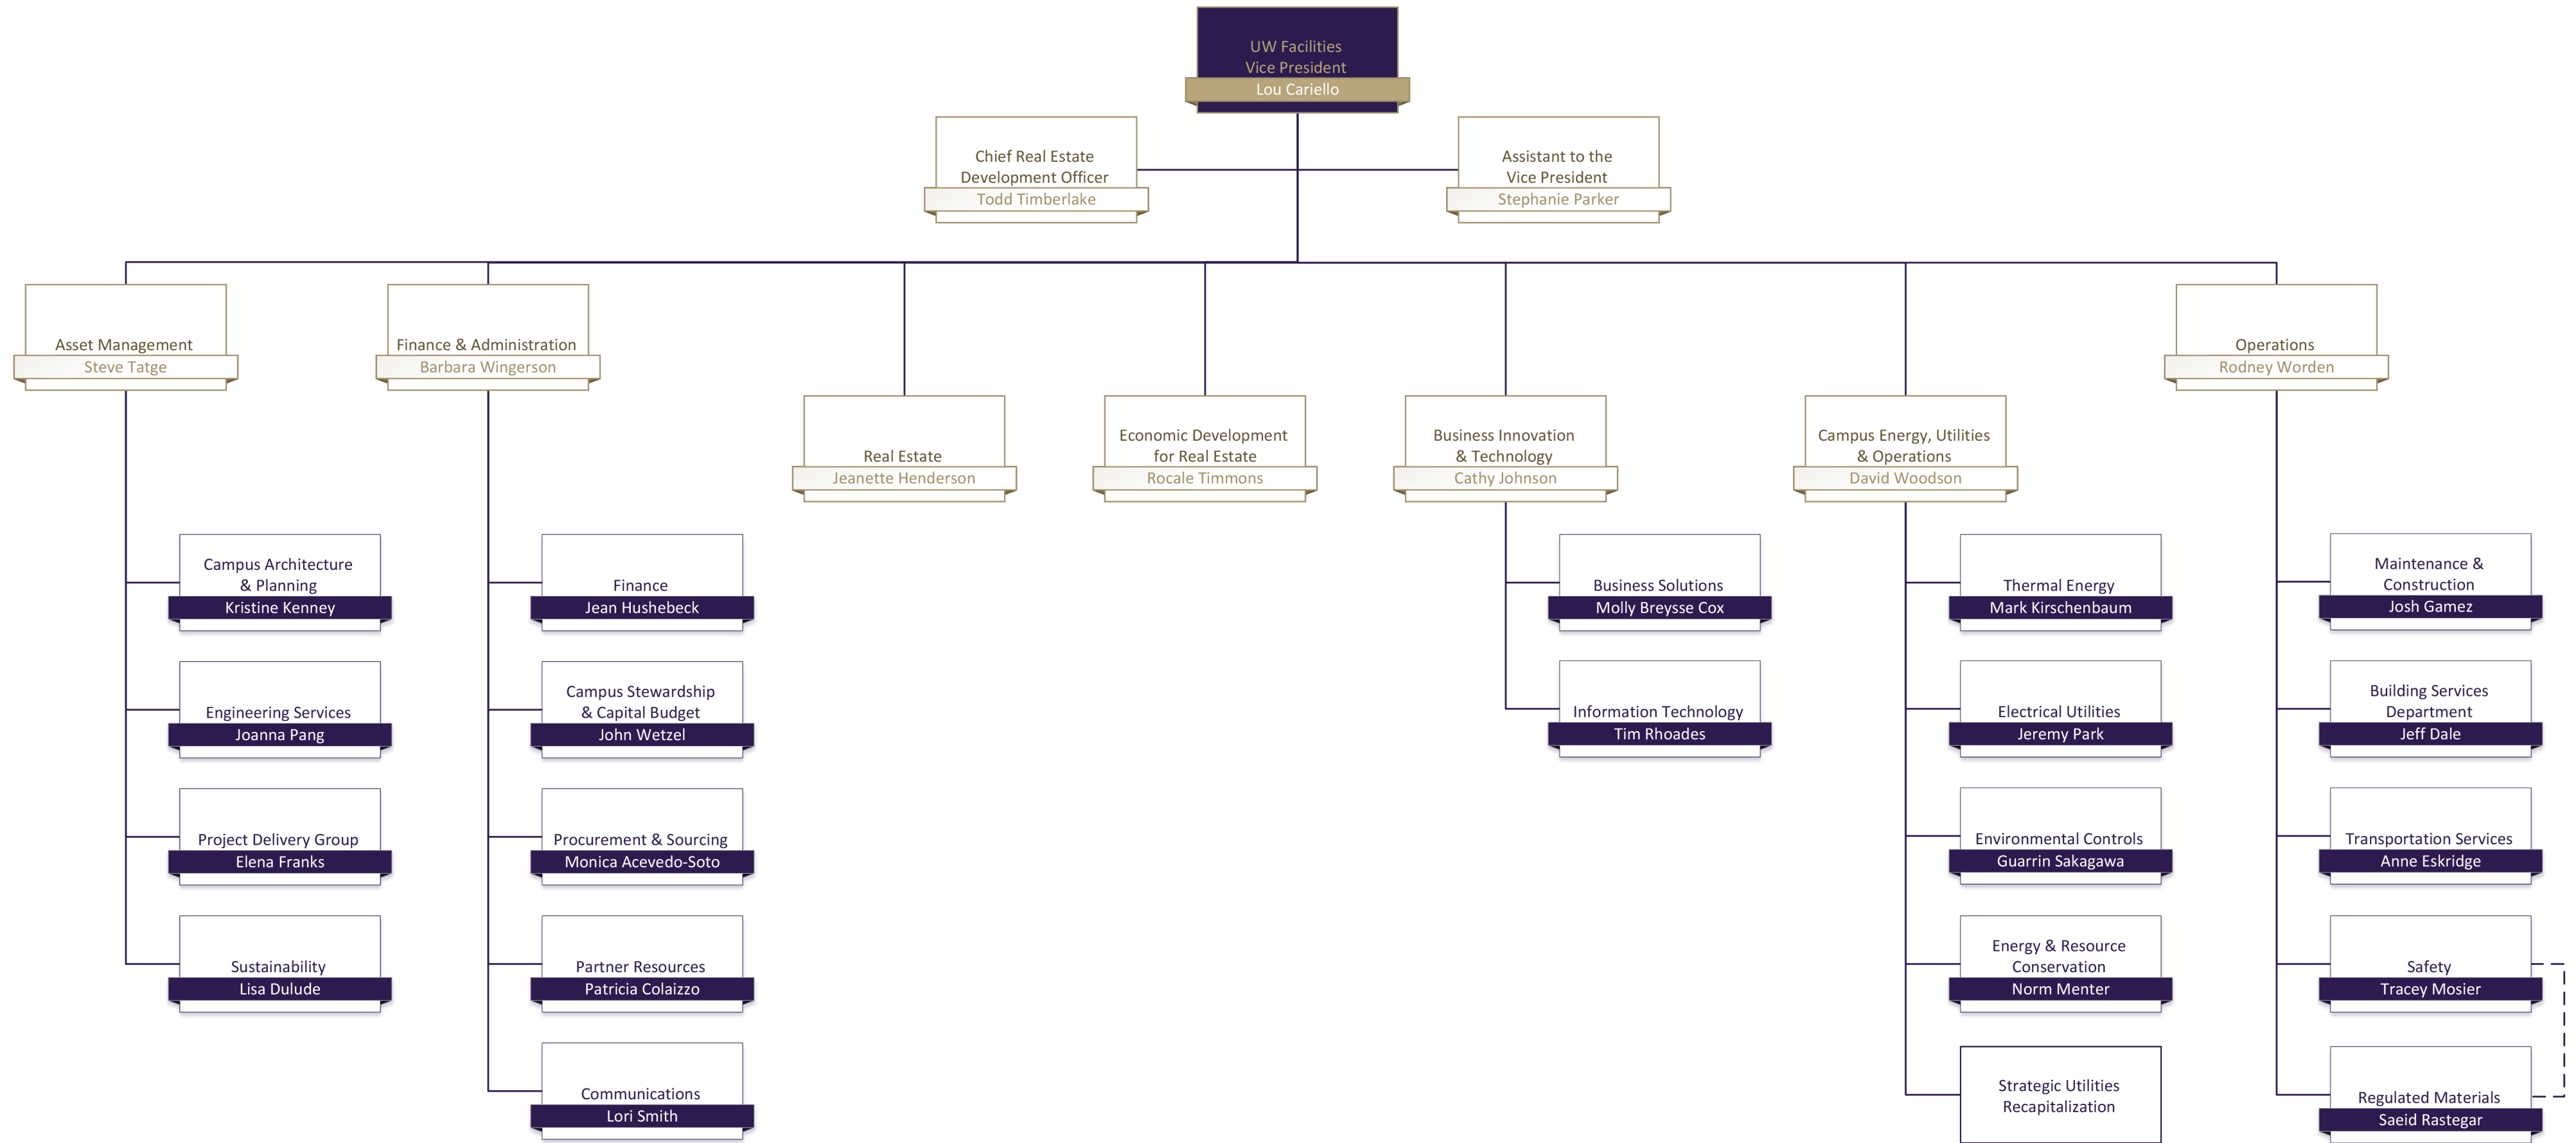 UW Facilities
Vice President
Lou Cariello
Chief Real Estate
Development Officer
Todd Timberlake
Assistant to the
Vice President
Stephanie Parker
Asset Management
Steve Tatge
Finance & Administration
Barbara Wingerson
Real Estate
Jeanette Henderson
Economic Development
for Real Estate
Rocale Timmons
Business Innovation
& Technology
Cathy Johnson
Campus Energy, Utilities
& Operations
David Woodson
Operations
Rodney Worden
Campus Architecture
& Planning
Kristine Kenney
Engineering Services
Joanna Pang
Project Delivery Group
Elena Franks
Sustainability
Lisa Dulude
Finance
Jean Hushebeck
Campus Stewardship
& Capital Budget
John Wetzel
Procurement & Sourcing
Monica Acevedo-Soto
Partner Resources
Patricia Colaizzo
Communications
Lori Smith
Business Solutions
Molly Breysse Cox
Information Technology
Tim Rhoades
Thermal Energy
Mark Kirschenbaum
Electrical Utilities
Jeremy Park
Environmental Controls
Guarrin Sakagawa
Energy & Resource
Conservation
Norm Menter
Strategic Utilities
Recapitalization
Maintenance &
Construction
Josh Gamez
Building Services
Department
Jeff Dale
Transportation Services
Anne Eskridge
Safety
Tracey Mosier
Regulated Materials
Saeid Rastegar